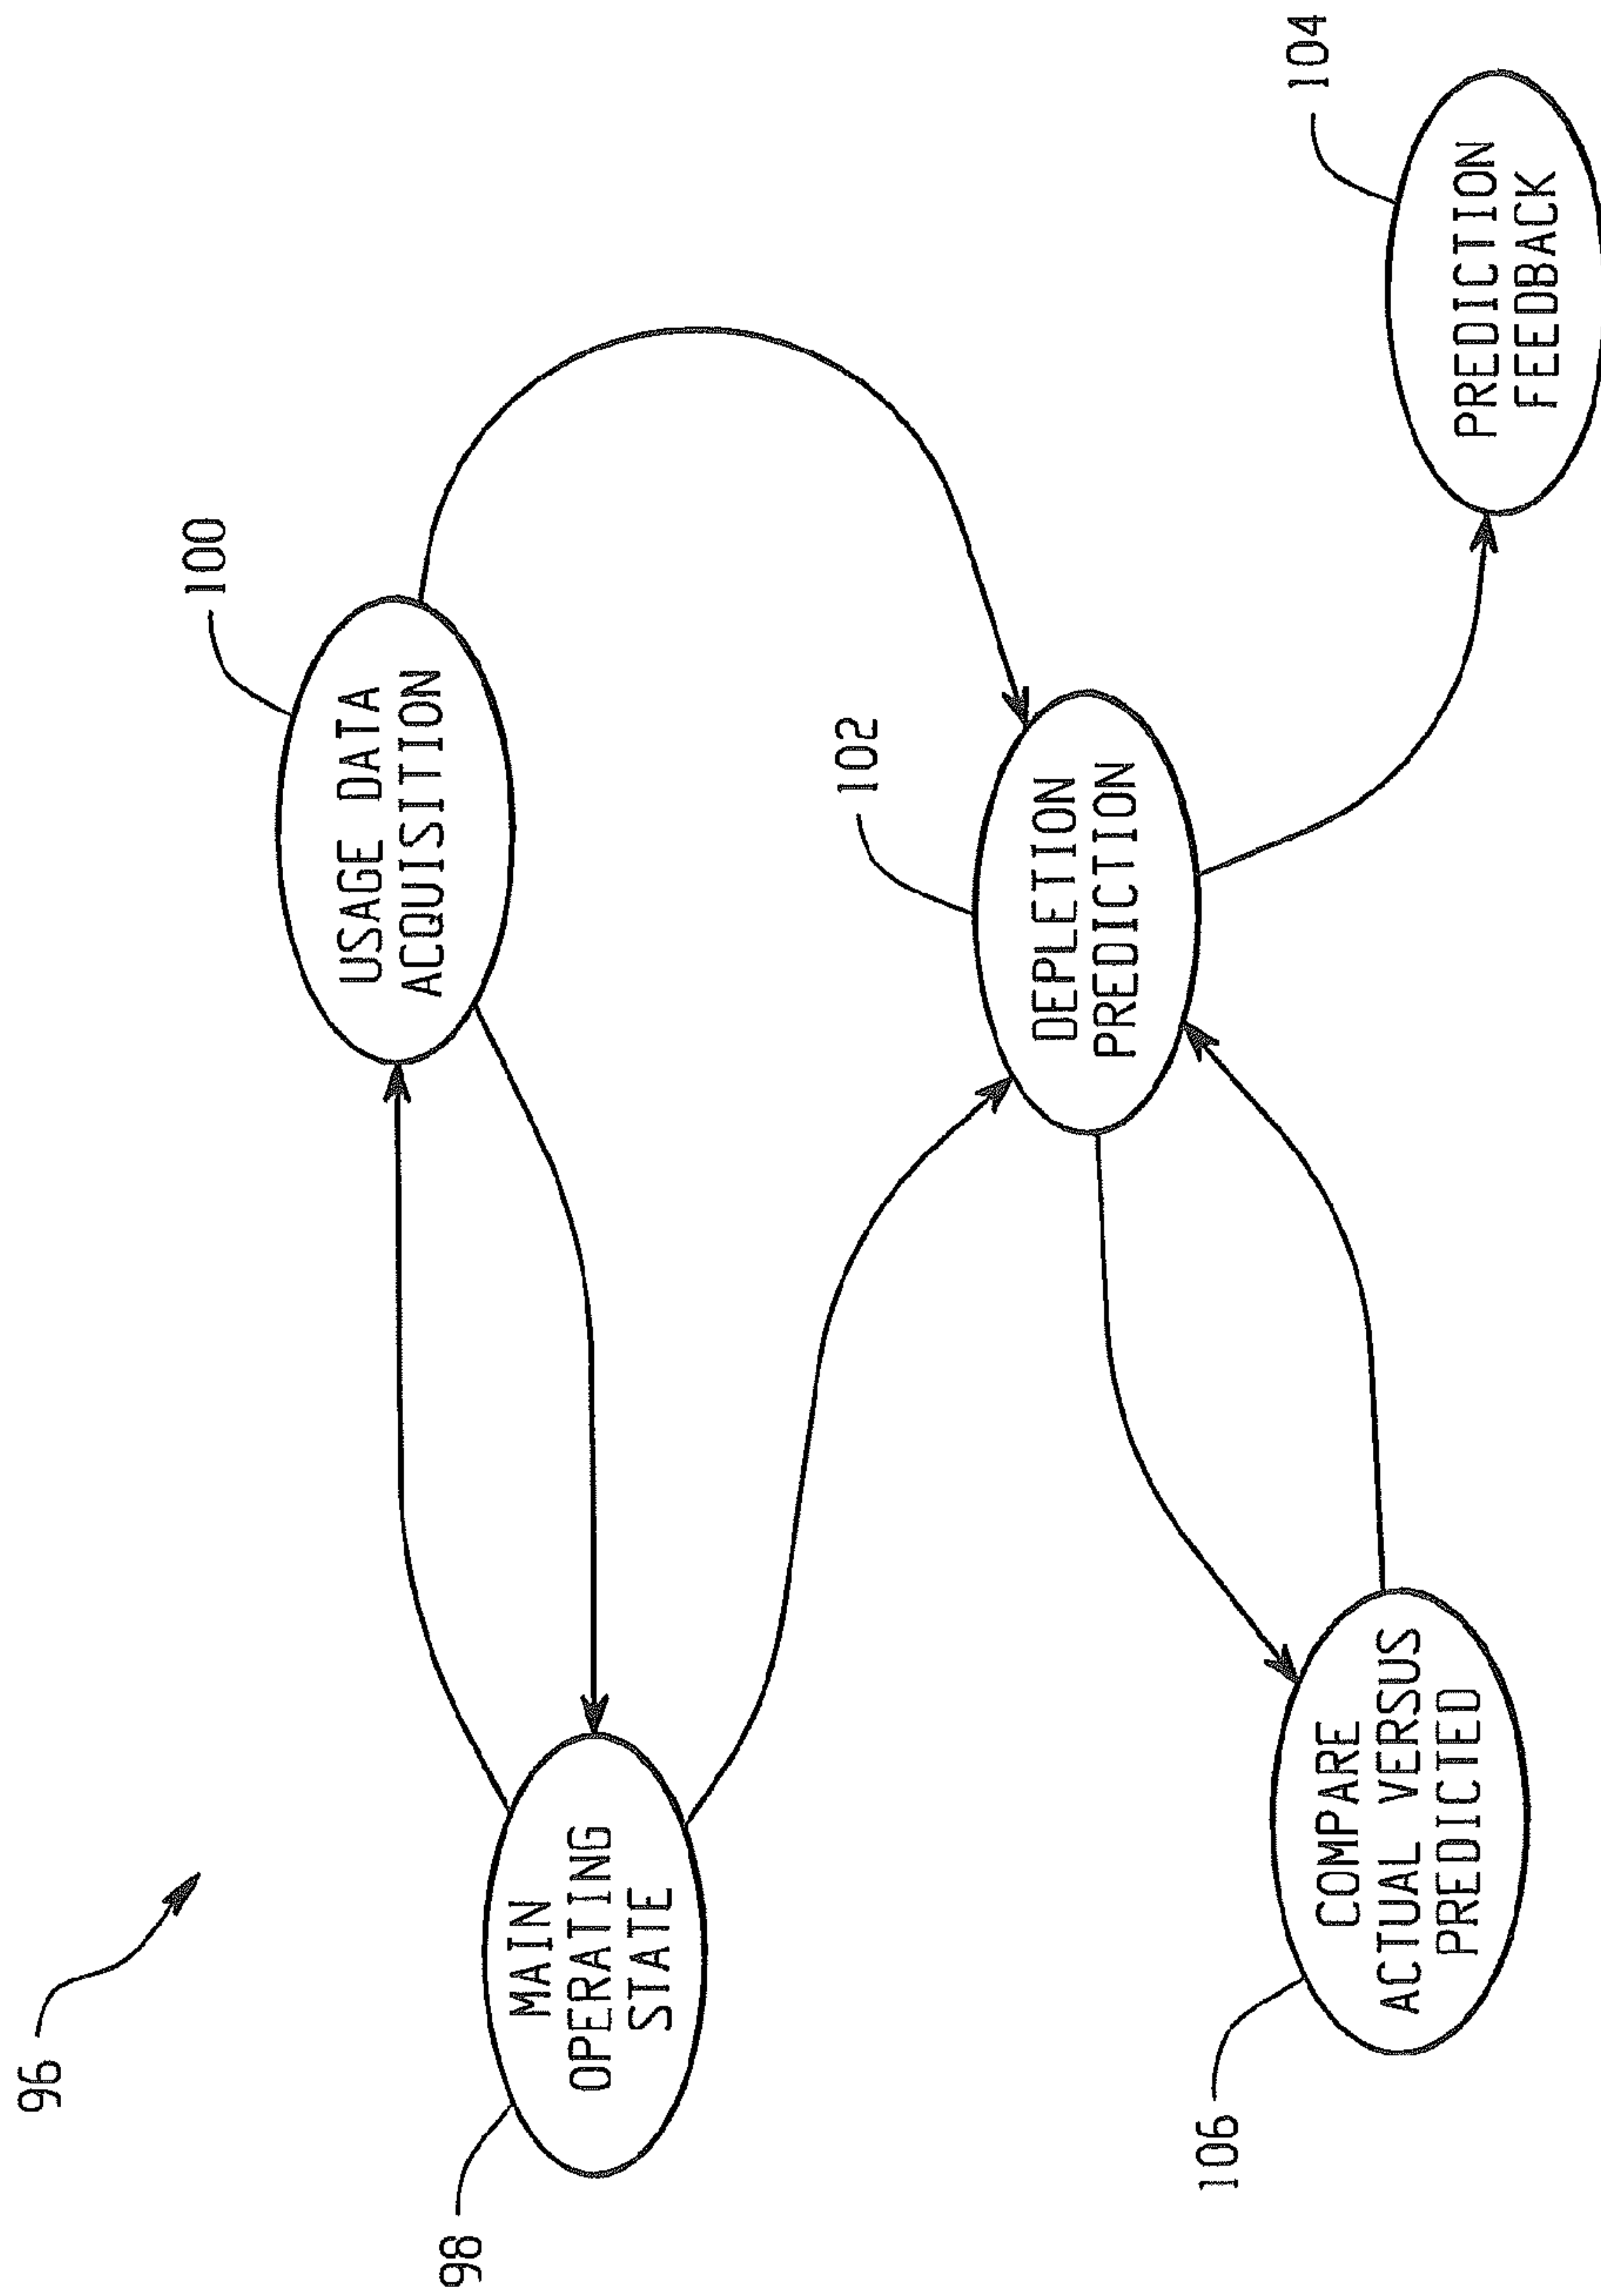 96
98
MAIN
OPERATING
STATE
100
USAGE DATA
ACQUISITION
102
DEPLETION
PREDICTION
106
COMPARE
ACTUAL VERSUS
PREDICTED
104
PREDICTION
FEEDBACK